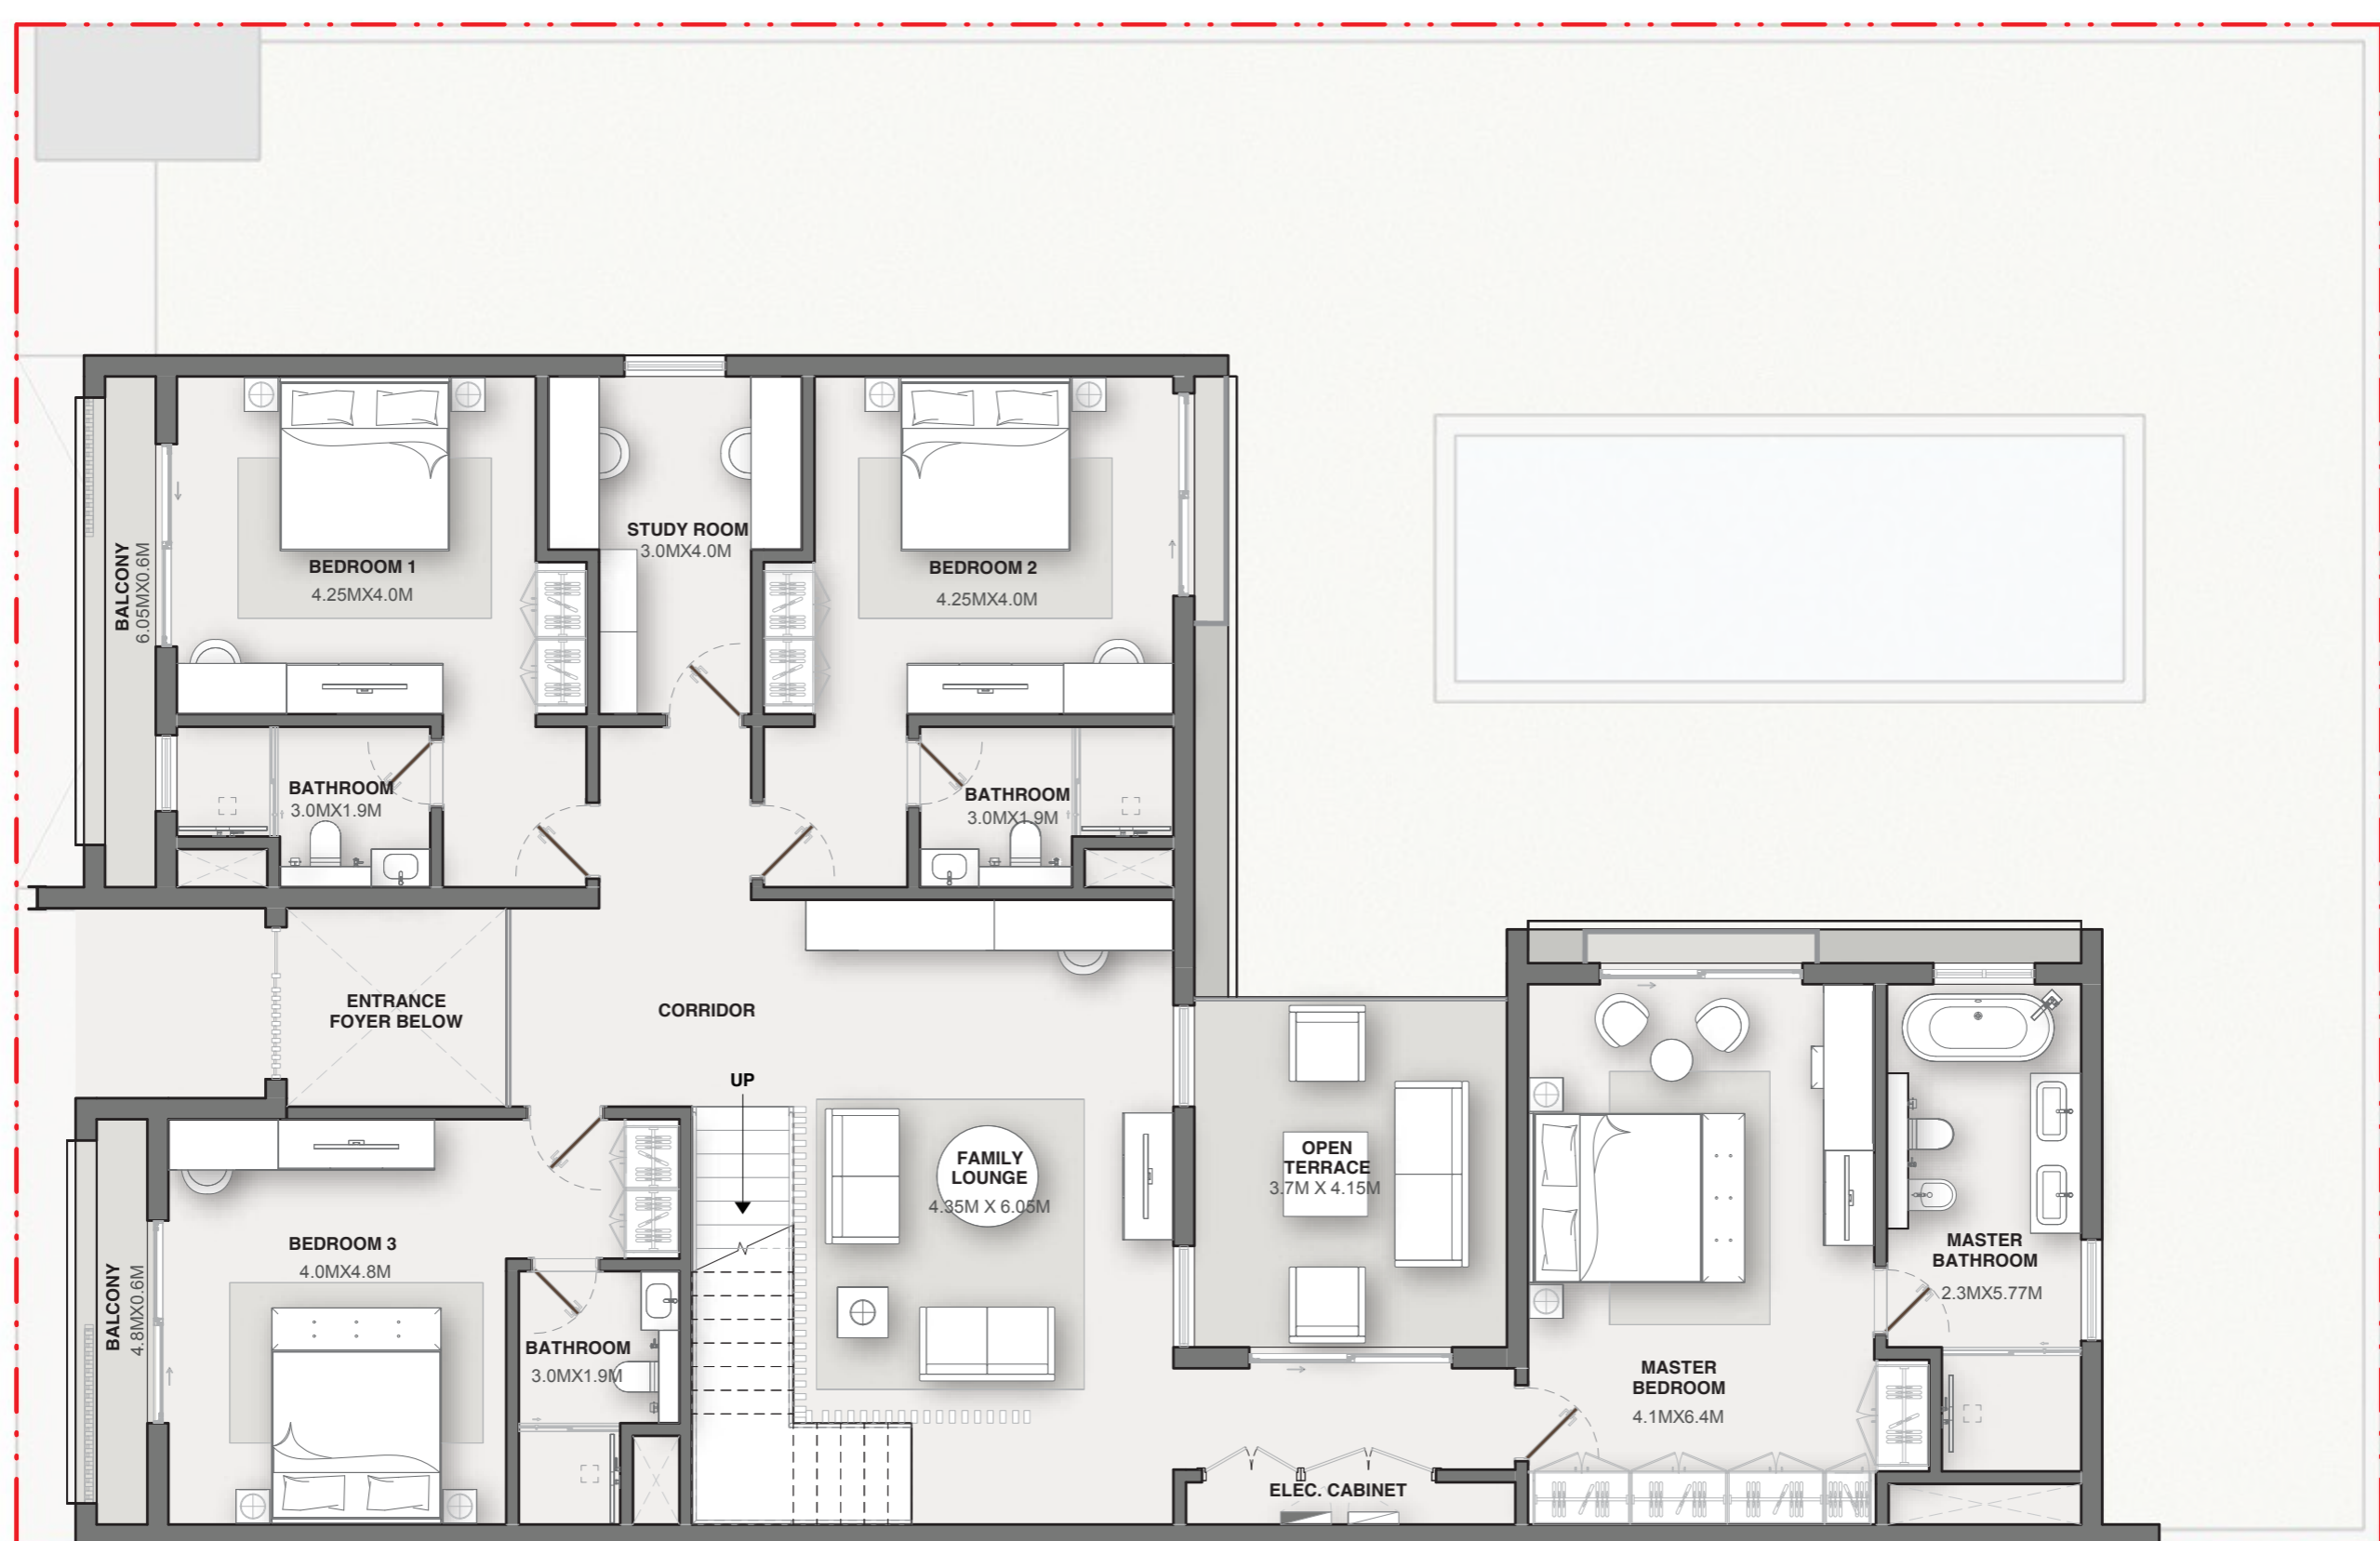 BALCONY
6.05MX0.6M
BEDROOM 1
4.25MX4.0M
STUDY ROOM
3.0MX4.0M
BEDROOM 2
4.25MX4.0M
BATHROOM
3.0MX1.9M
BATHROOM
3.0MX1.9M
ENTRANCE
FOYER BELOW
CORRIDOR
UP
FAMILY
LOUNGE
4.35M X 6.05M
OPEN
TERRACE
3.7M X 4.15M
BALCONY
4.8MX0.6M
BEDROOM 3
4.0MX4.8M
BATHROOM
3.0MX1.9M
MASTER
BATHROOM
2.3MX5.77M
MASTER
BEDROOM
4.1MX6.4M
ELEC. CABINET